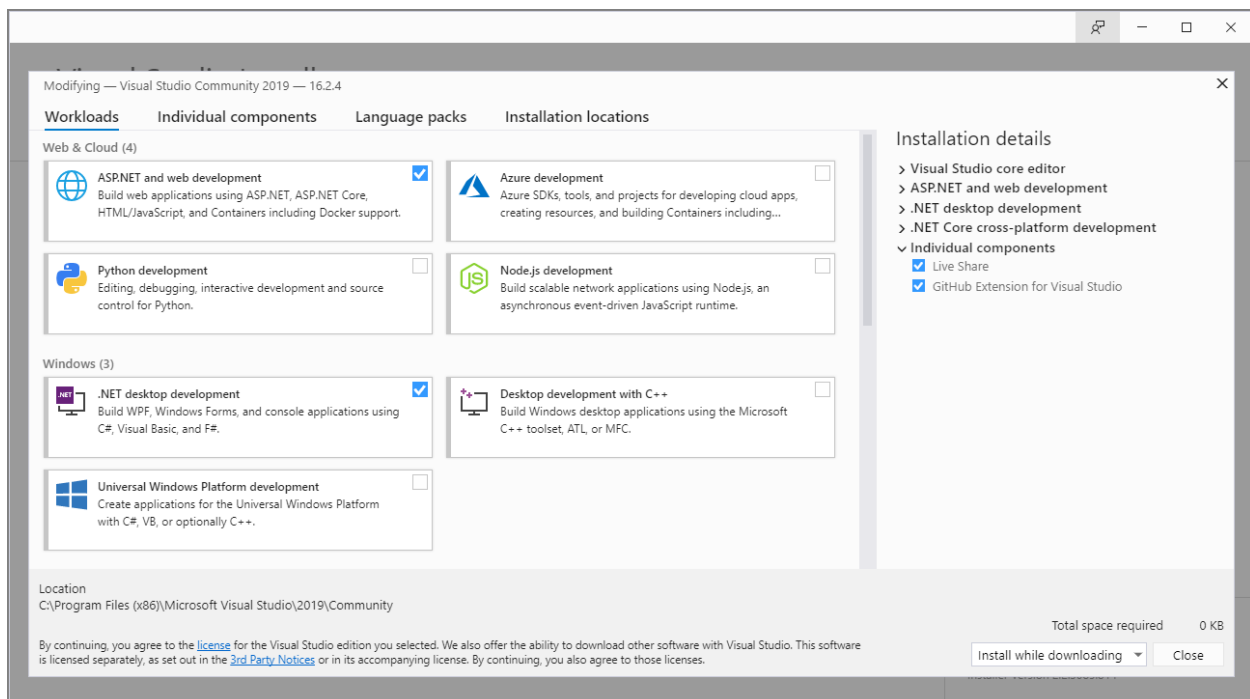 Modifying — Visual Studio Community 2019 — 16.2.4
Workloads
Individual components
Language packs
Installation locations
Web & Cloud (4)
ASP.NET and web development
Build web applications using ASP.NET, ASP.NET Core,
HTML/JavaScript, and Containers including Docker support.
Azure development
Azure SDKs, tools, and projects for developing cloud apps,
creating resources, and building Containers including...
Python development
Editing, debugging, interactive development and source
control for Python.
JS
Node.js development
Build scalable network applications using Node.js, an
asynchronous event-driven JavaScript runtime.
Windows (3)
.NET
.NET desktop development
Build WPF, Windows Forms, and console applications using
C#, Visual Basic, and F#.
Desktop development with C++
Build Windows desktop applications using the Microsoft
C++ toolset, ATL, or MFC.
Universal Windows Platform development
Create applications for the Universal Windows Platform
with C#, VB, or optionally C++.
Installation details
Visual Studio core editor
ASP.NET and web development
.NET desktop development
.NET Core cross-platform development
Individual components
Live Share
GitHub Extension for Visual Studio
Location
C:\Program Files (x86)\Microsoft Visual Studio\2019\Community
By continuing, you agree to the license for the Visual Studio edition you selected. We also offer the ability to download other software with Visual Studio. This software
is licensed separately, as set out in the 3rd Party Notices or in its accompanying license. By continuing, you also agree to those licenses.
Total space required 0 KB
Install while downloading
Close